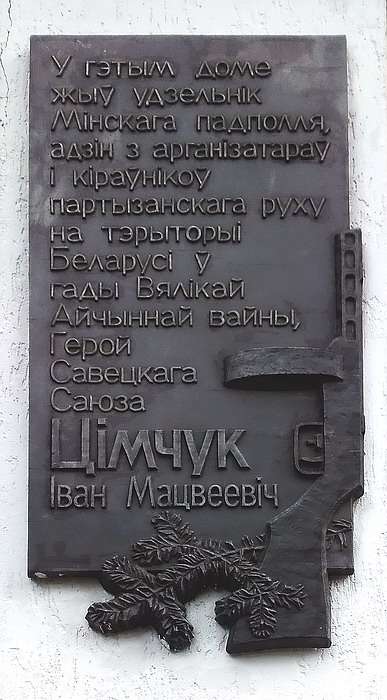 У гэтым доме
жыў удзельнік
Мінскага падполля,
адзін з арганізатараў
і кіраўнікоў
партызанскага руху
на тэрыторыі
Беларусі ў
гады Вялікай
Айчыннай вайны,
Герой
Савецкага
Саюза
Цімчук
Іван Мацвеевіч